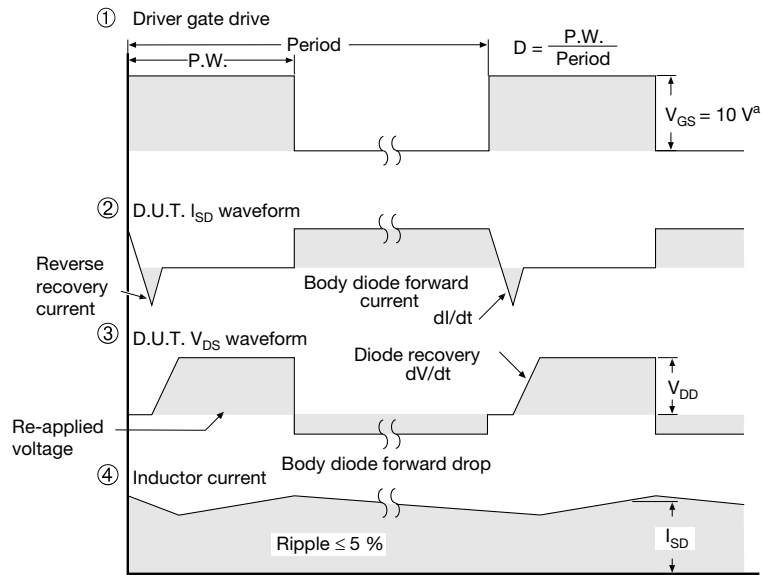 ① Driver gate drive
Period
P.W.
D = P.W. / Period
V_GS = 10 V^a
② D.U.T. I_SD waveform
Reverse
recovery
current
Body diode forward
current
dI/dt
③ D.U.T. V_DS waveform
Diode recovery
dV/dt
V_DD
Re-applied
voltage
Body diode forward drop
④ Inductor current
Ripple ≤ 5 %
I_SD